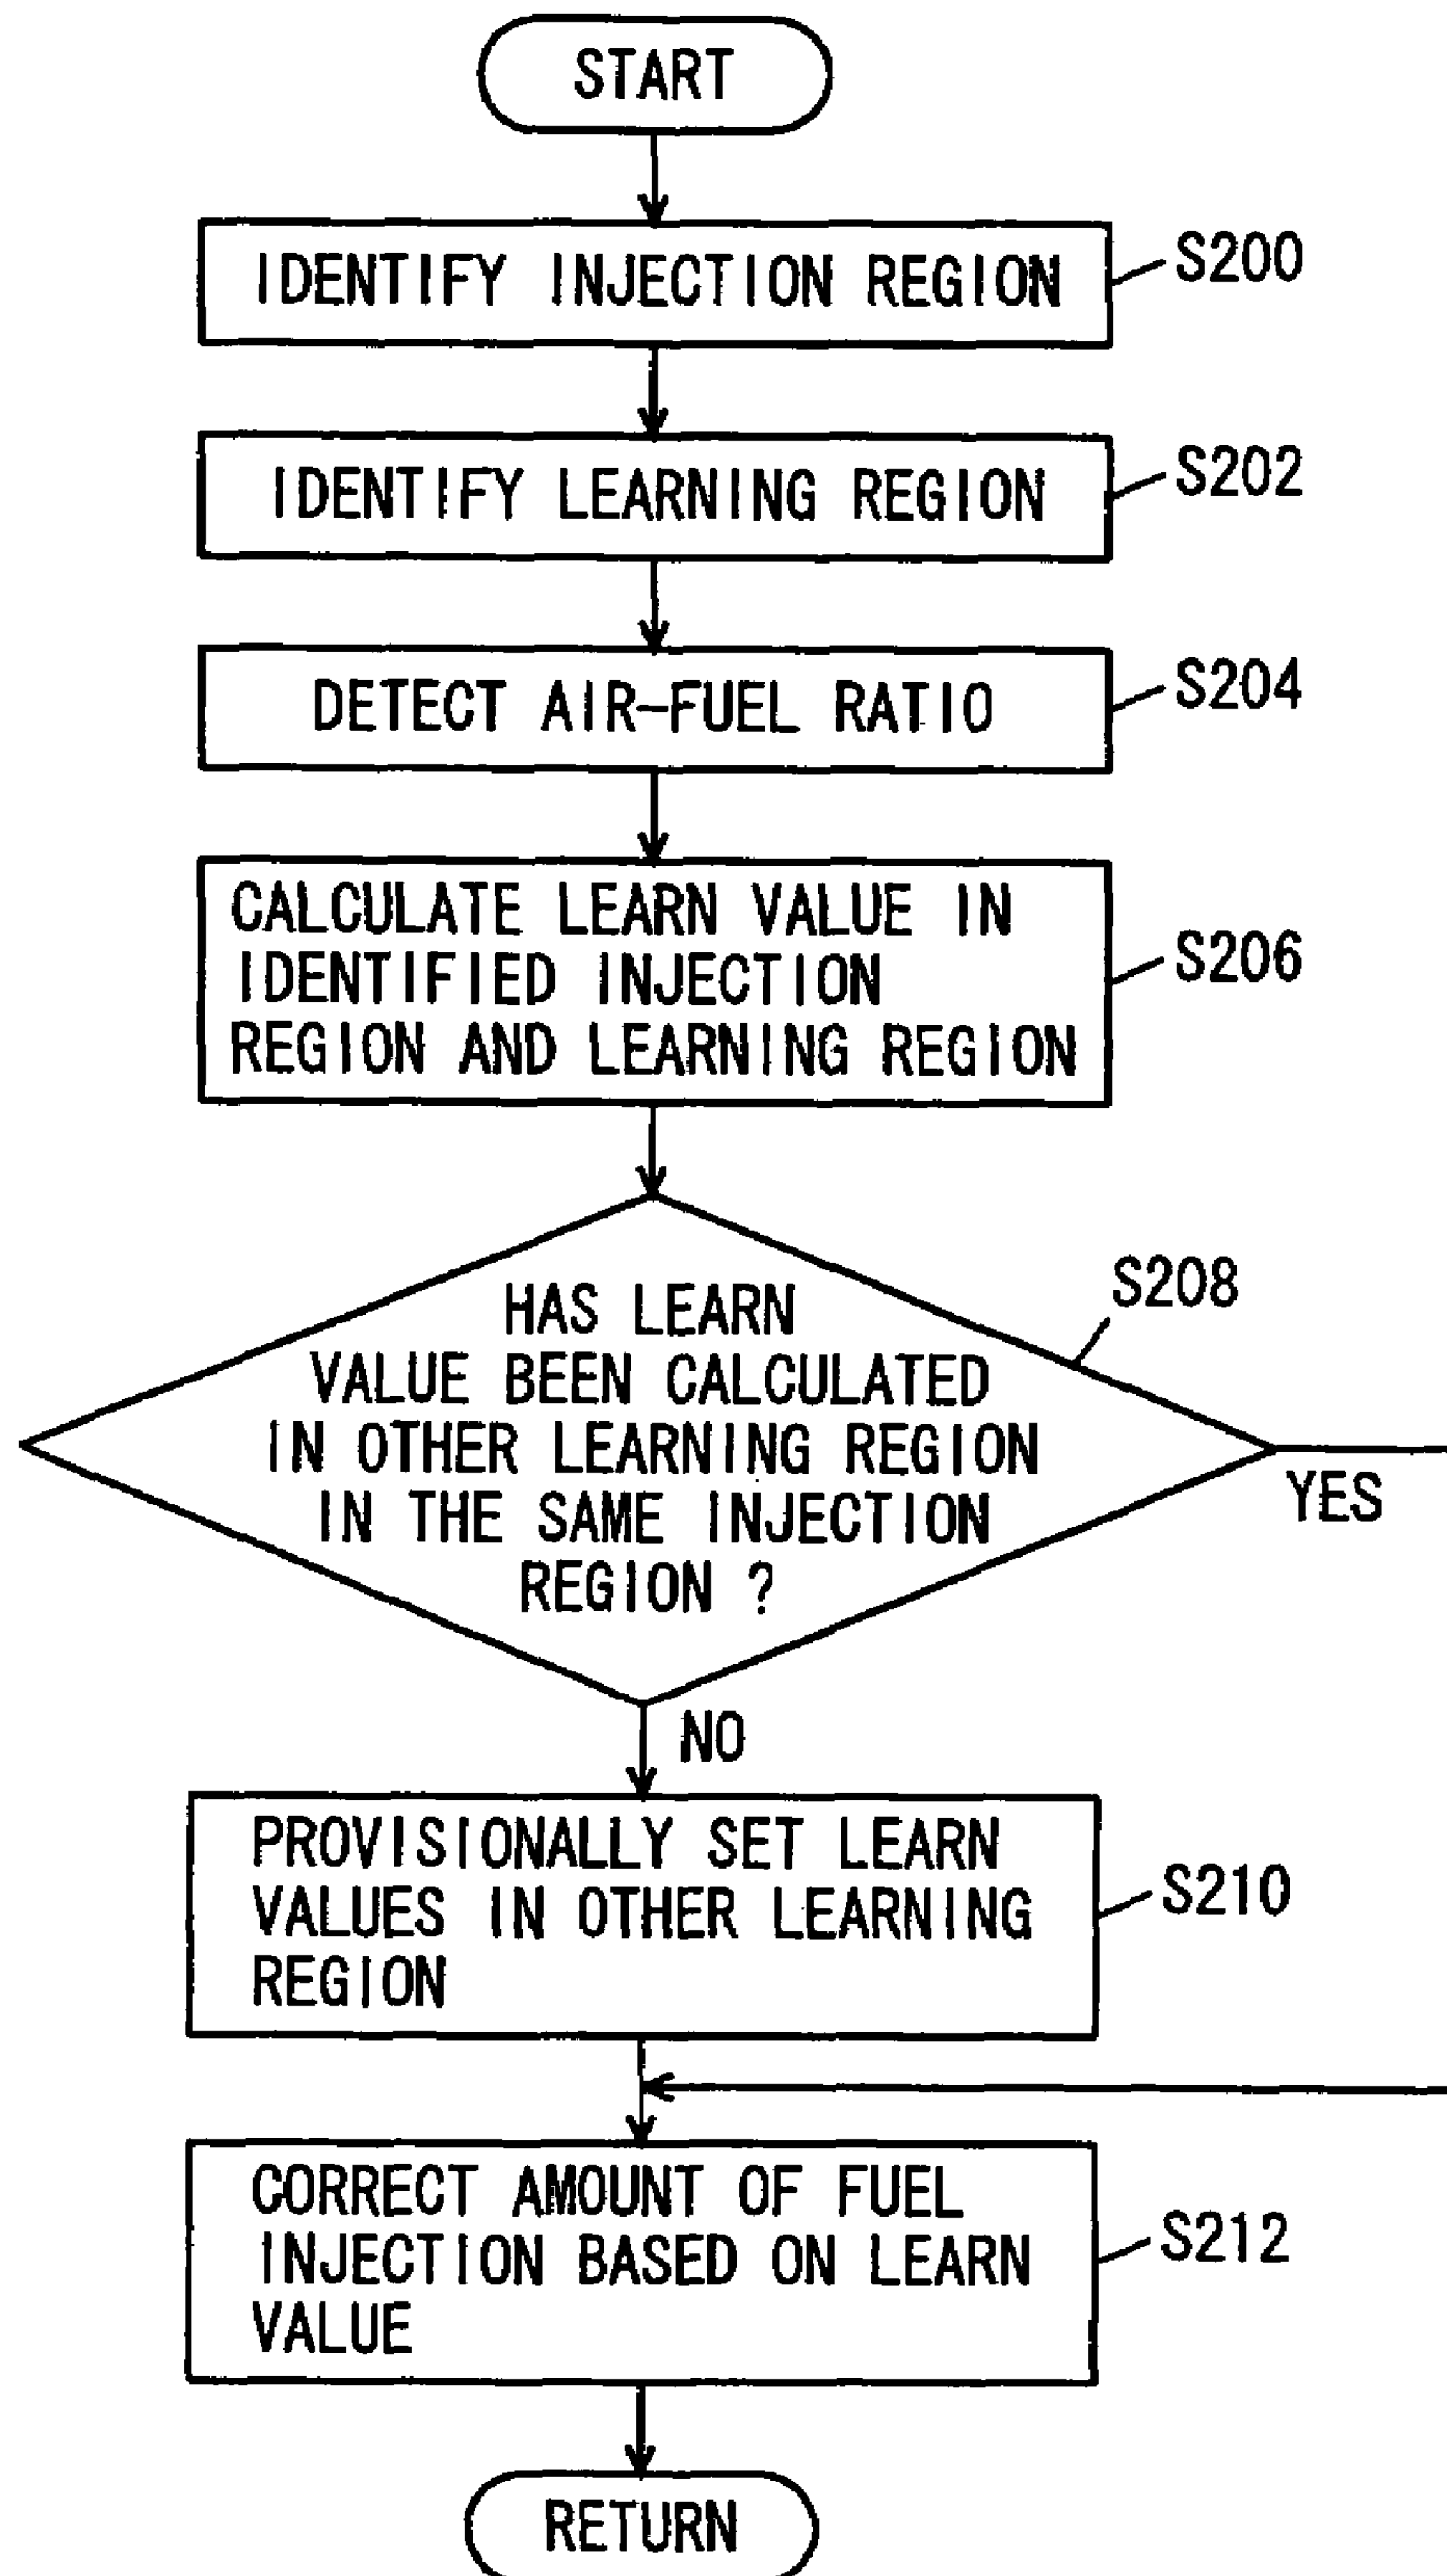 START
IDENTIFY INJECTION REGION
S200
IDENTIFY LEARNING REGION
S202
DETECT AIR-FUEL RATIO
S204
CALCULATE LEARN VALUE IN
IDENTIFIED INJECTION
REGION AND LEARNING REGION
S206
HAS LEARN
VALUE BEEN CALCULATED
IN OTHER LEARNING REGION
IN THE SAME INJECTION
REGION ?
S208
YES
NO
PROVISIONALLY SET LEARN
VALUES IN OTHER LEARNING
REGION
S210
CORRECT AMOUNT OF FUEL
INJECTION BASED ON LEARN
VALUE
S212
RETURN